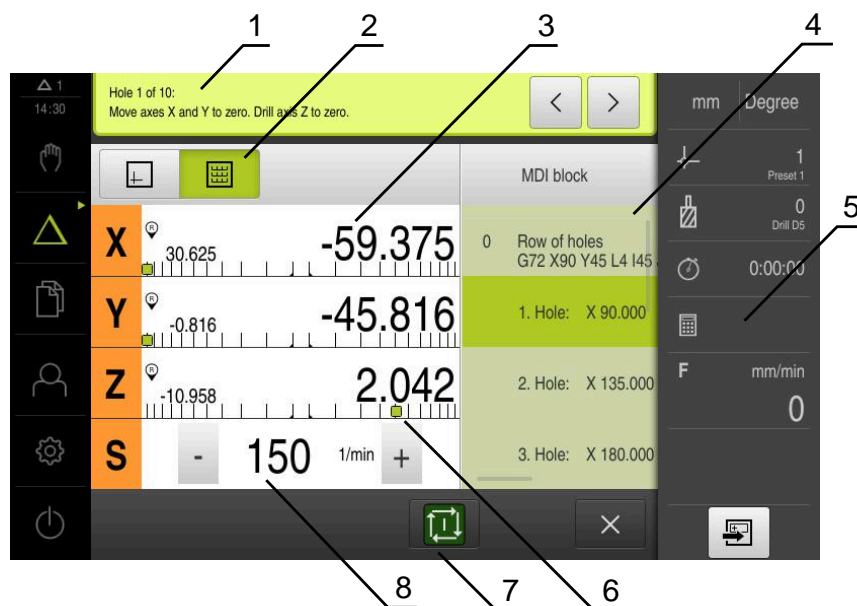 1 2 3 4
1
14:30
Hole 1 of 10:
Move axes X and Y to zero. Drill axis Z to zero.
< >
mm Degree
MDI block
1
Preset 1
0
Drill D5
5
X R 30.625 -59.375
0 Row of holes
G72 X90 Y45 L4 I45
0:00:00
Y R -0.816 -45.816
1. Hole: X 90.000
Z R -10.958 2.042
2. Hole: X 135.000
F mm/min
0
S - 150 1/min +
3. Hole: X 180.000
8 7 6